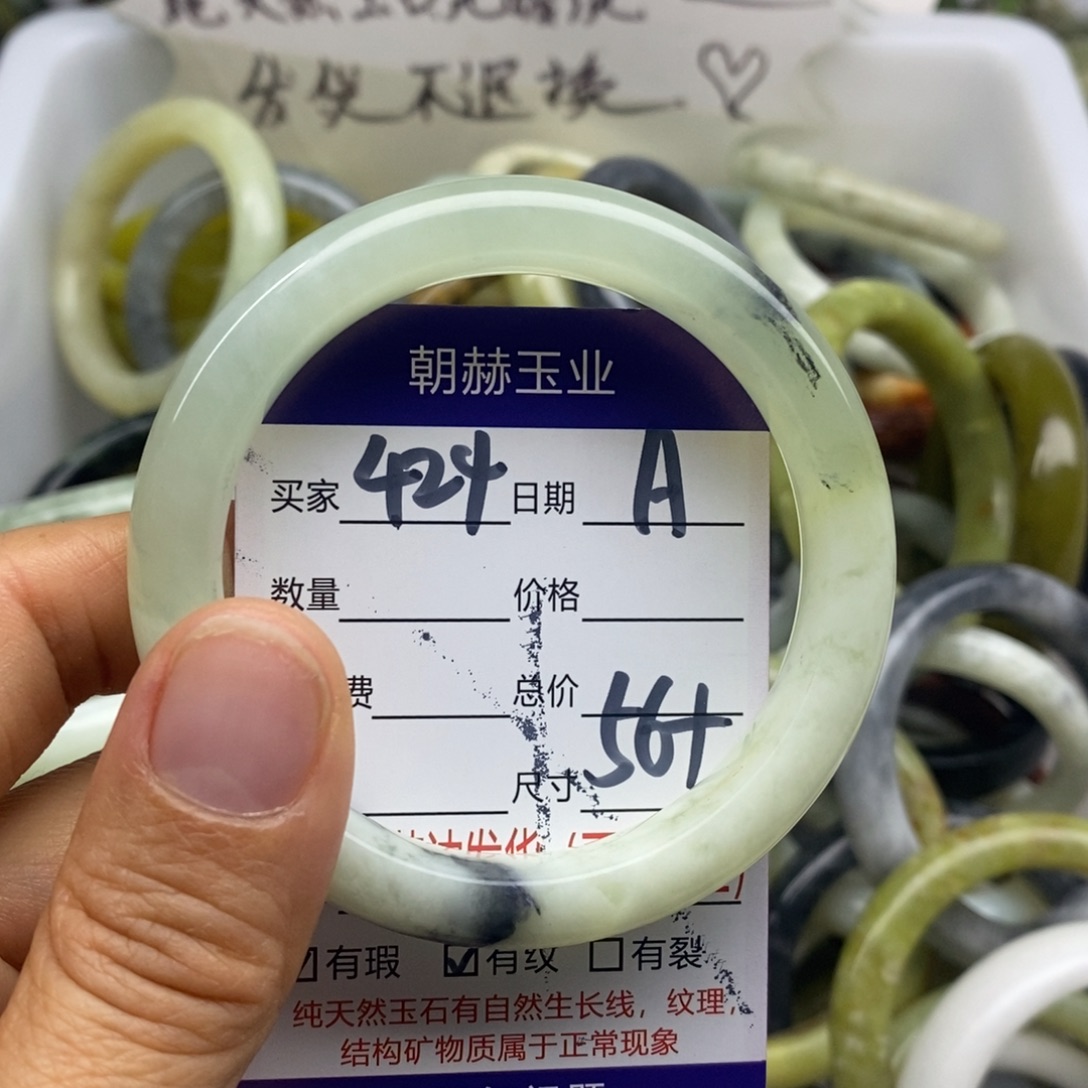 售出不退换
朝赫玉业
买家 424 日期 A
数量 价格
费 总价 56+
尺寸
有瑕 ☑有纹 □有裂
纯天然玉石有自然生长线，纹理，
结构矿物质属于正常现象